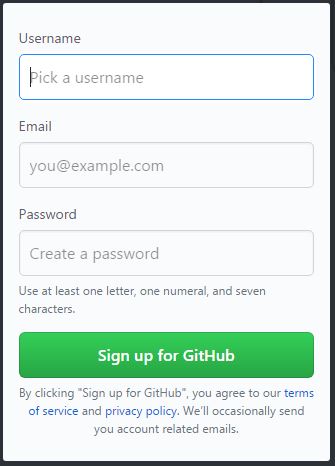 Username
Pick a username
Email
you@example.com
Password
Create a password
Use at least one letter, one numeral, and seven
characters.
Sign up for GitHub
By clicking "Sign up for GitHub", you agree to our terms
of service and privacy policy. We'll occasionally send
you account related emails.